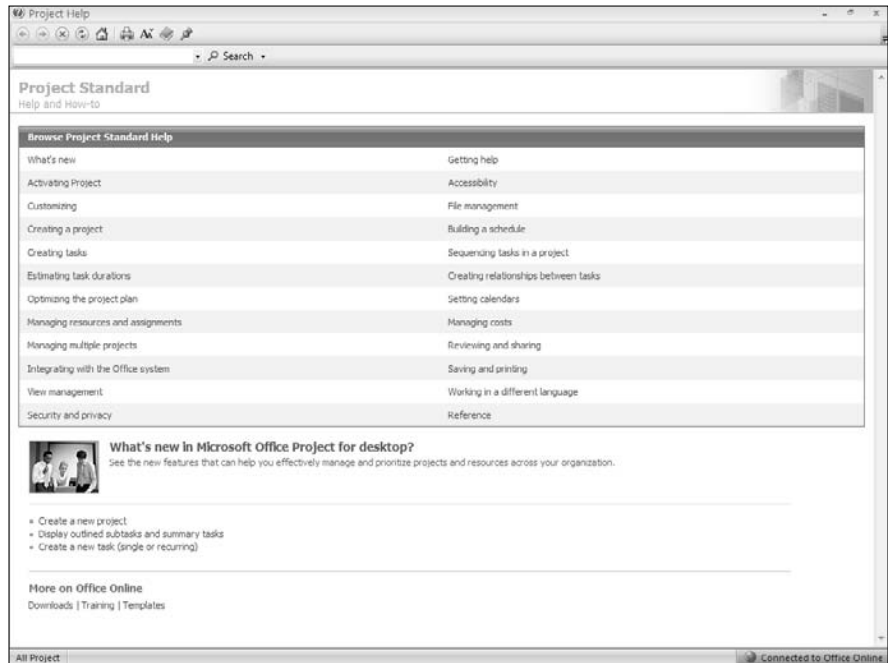 Project Help
Search
Project Standard
Help and How-to
Browse Project Standard Help
What's new Getting help
Activating Project Accessibility
Customizing File management
Creating a project Building a schedule
Creating tasks Sequencing tasks in a project
Estimating task durations Creating relationships between tasks
Optimizing the project plan Setting calendars
Managing resources and assignments Managing costs
Managing multiple projects Reviewing and sharing
Integrating with the Office system Saving and printing
View management Working in a different language
Security and privacy Reference
What's new in Microsoft Office Project for desktop?
See the new features that can help you effectively manage and prioritize projects and resources across your organization.
Create a new project
Display outlined subtasks and summary tasks
Create a new task (single or recurring)
More on Office Online
Downloads | Training | Templates
All Project Connected to Office Online